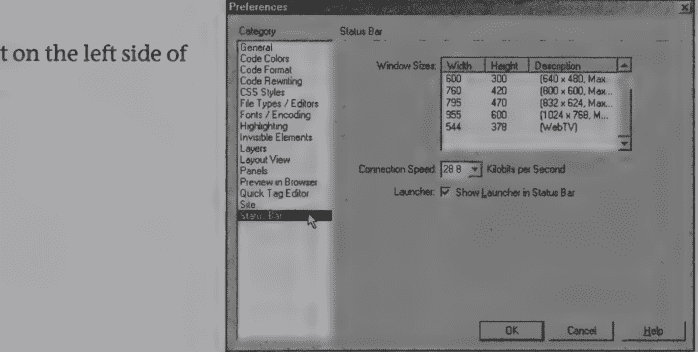 t on the left side of
Preferences
Category
Status Bar
General
Code Colors
Code Format
Code Rewriting
CSS Styles
File Types / Editors
Fonts / Encoding
Highlighting
Invisible Elements
Layers
Layout View
Panels
Preview in Browser
Quick Tag Editor
Site
Status Bar
Window Sizes:
Width Height Description
600 300 (640 x 480, Max...
760 420 (800 x 600, Max...
795 470 (832 x 624, Max...
955 600 (1024 x 768, M...
544 378 (WebTV)
Connection Speed: 28.8 Kilobits per Second
Launcher: Show Launcher in Status Bar
OK Cancel Help